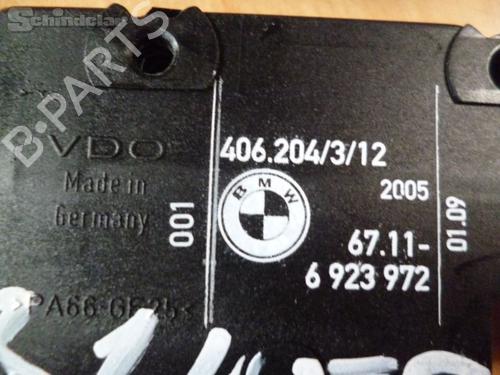 Schindelar
B-PARTS
VDO
Made in
Germany
>PA66-GF25<
001
406.204/3/12
2005
BMW
67.11-
6 923 972
01.09